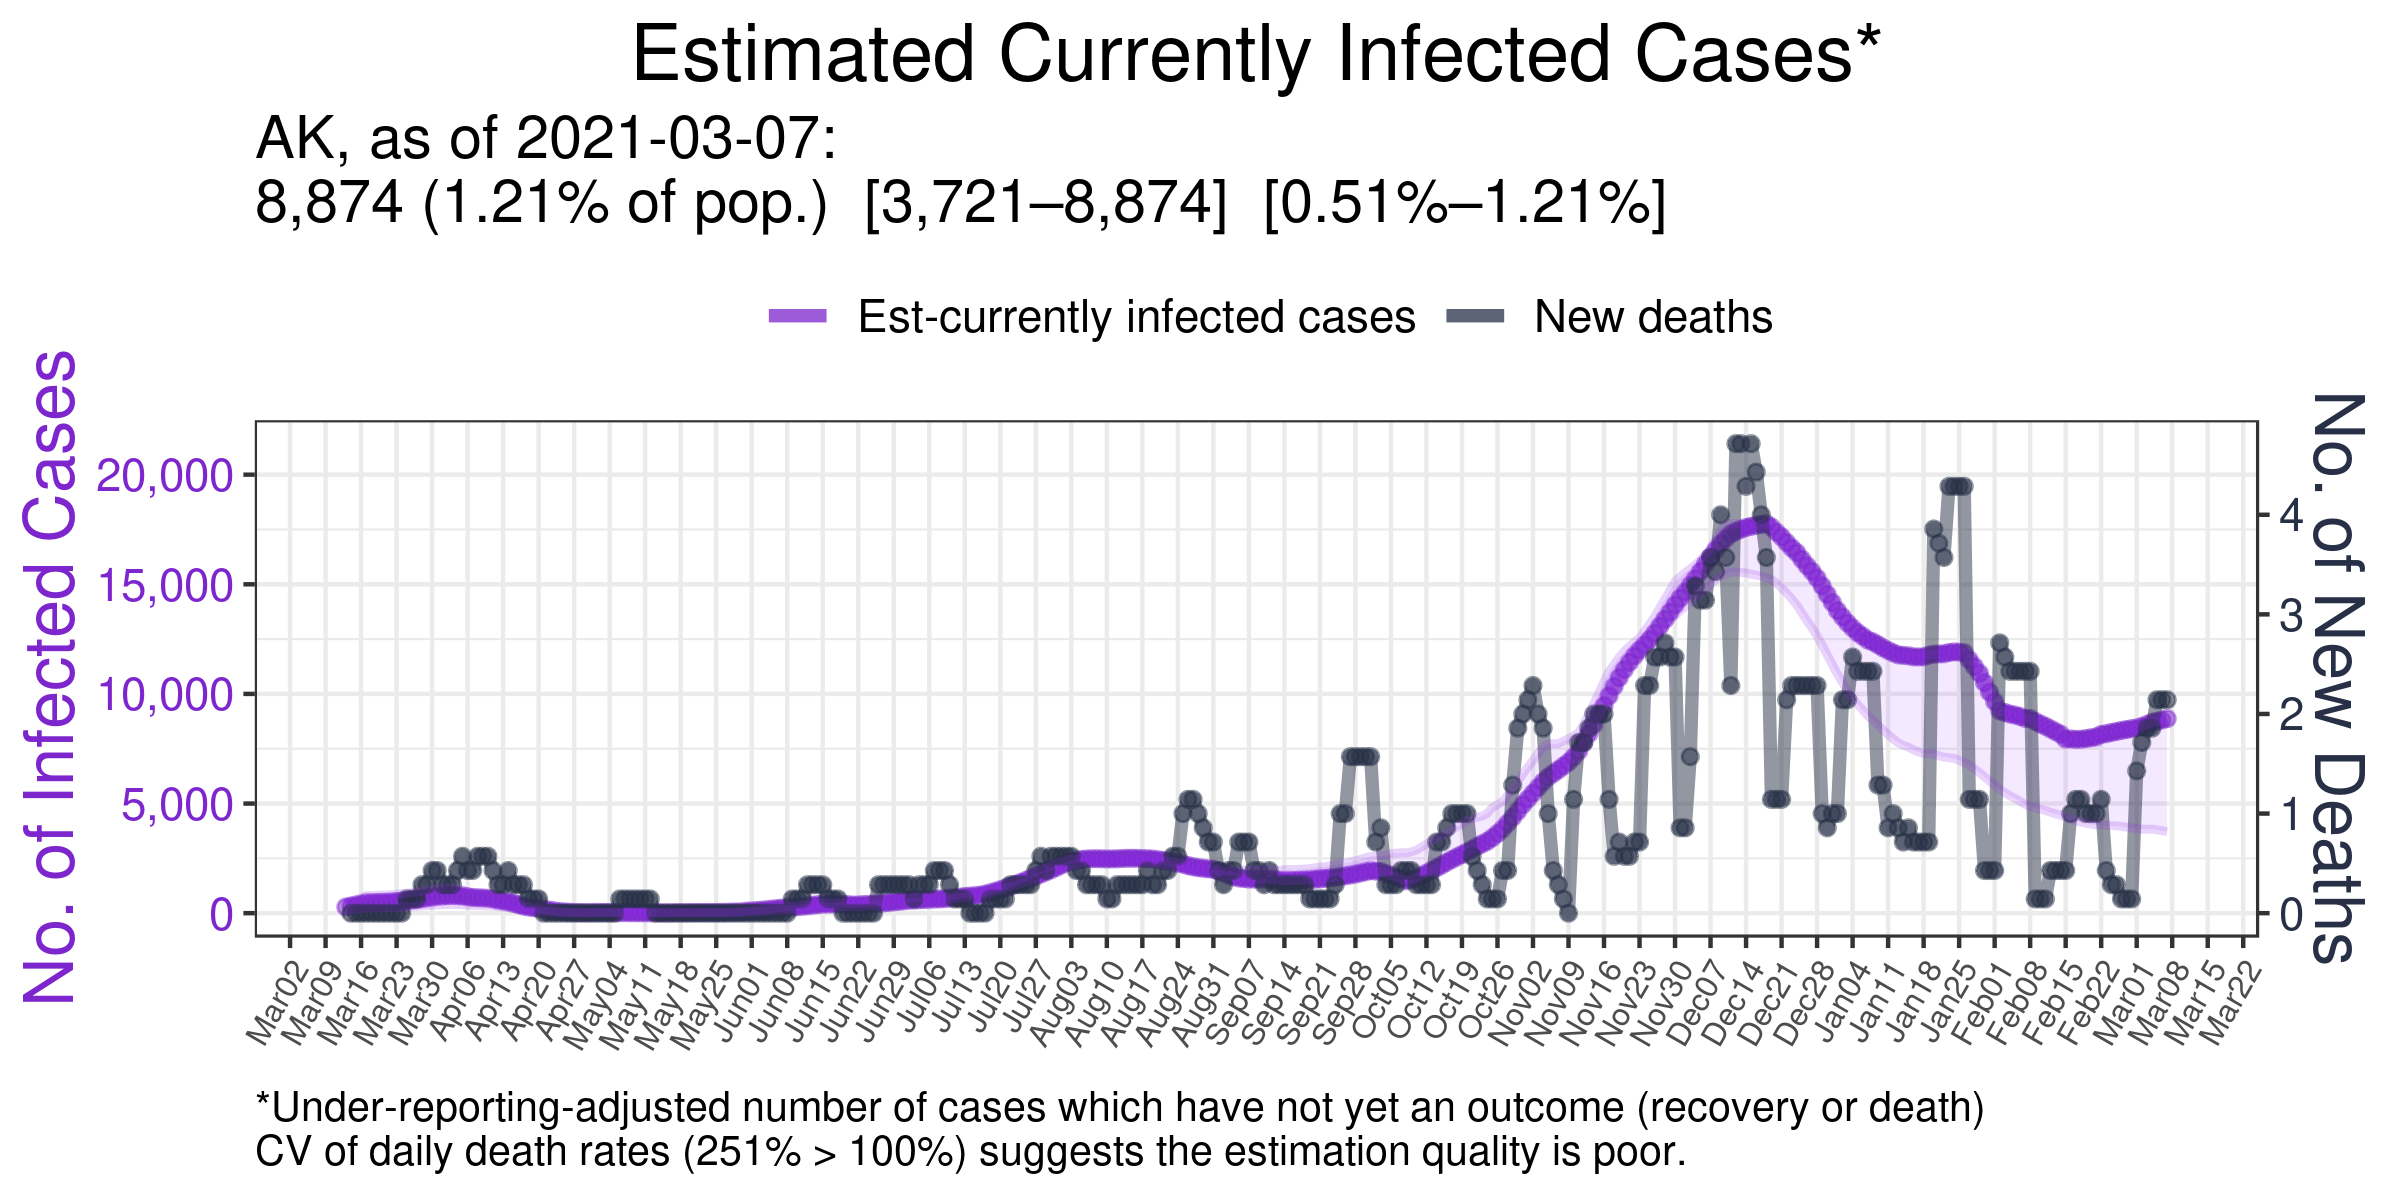 Estimated Currently Infected Cases*
AK, as of 2021-03-07:
8,874 (1.21% of pop.)  [3,721–8,874]  [0.51%–1.21%]
Est-currently infected cases
New deaths
No. of Infected Cases
20,000
15,000
10,000
5,000
0
No. of New Deaths
4
3
2
1
0
Mar02
Mar09
Mar16
Mar23
Mar30
Apr06
Apr13
Apr20
Apr27
May04
May11
May18
May25
Jun01
Jun08
Jun15
Jun22
Jun29
Jul06
Jul13
Jul20
Jul27
Aug03
Aug10
Aug17
Aug24
Aug31
Sep07
Sep14
Sep21
Sep28
Oct05
Oct12
Oct19
Oct26
Nov02
Nov09
Nov16
Nov23
Nov30
Dec07
Dec14
Dec21
Dec28
Jan04
Jan11
Jan18
Jan25
Feb01
Feb08
Feb15
Feb22
Mar01
Mar08
Mar15
Mar22
*Under-reporting-adjusted number of cases which have not yet an outcome (recovery or death)
CV of daily death rates (251% > 100%) suggests the estimation quality is poor.